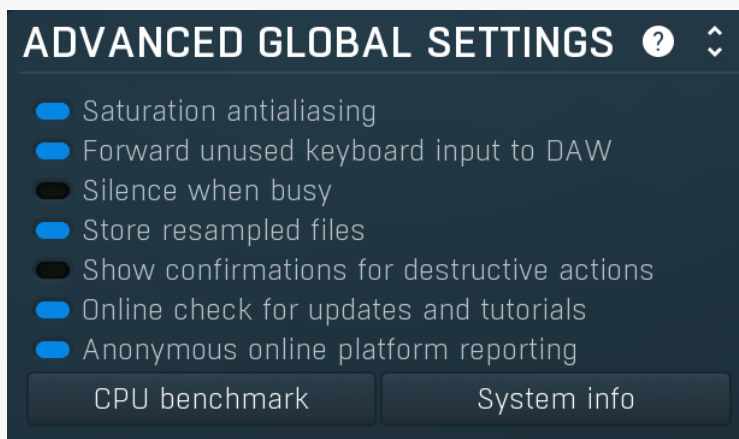 ADVANCED GLOBAL SETTINGS ?
Saturation antialiasing
Forward unused keyboard input to DAW
Silence when busy
Store resampled files
Show confirmations for destructive actions
Online check for updates and tutorials
Anonymous online platform reporting
CPU benchmark System info